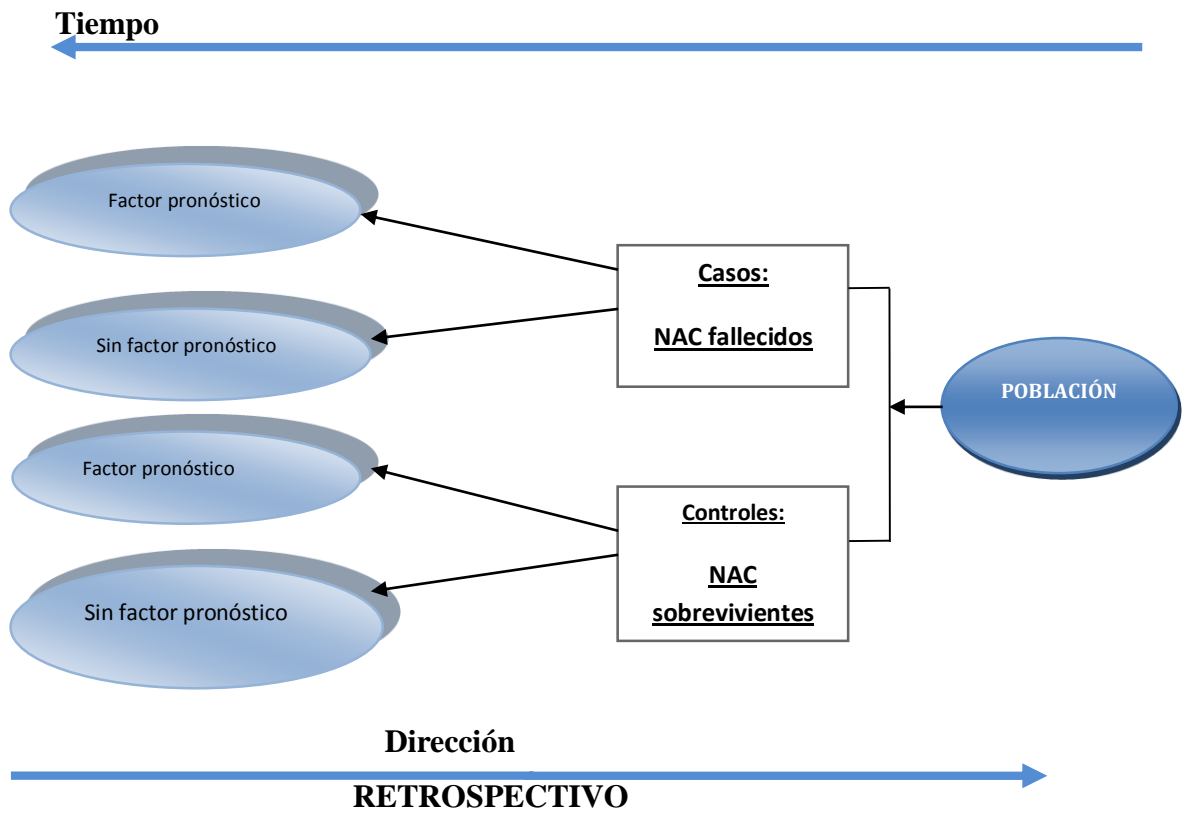 Tiempo
Factor pronóstico
Sin factor pronóstico
Factor pronóstico
Sin factor pronóstico
Casos:
NAC fallecidos
Controles:
NAC
sobrevivientes
POBLACIÓN
Dirección
RETROSPECTIVO